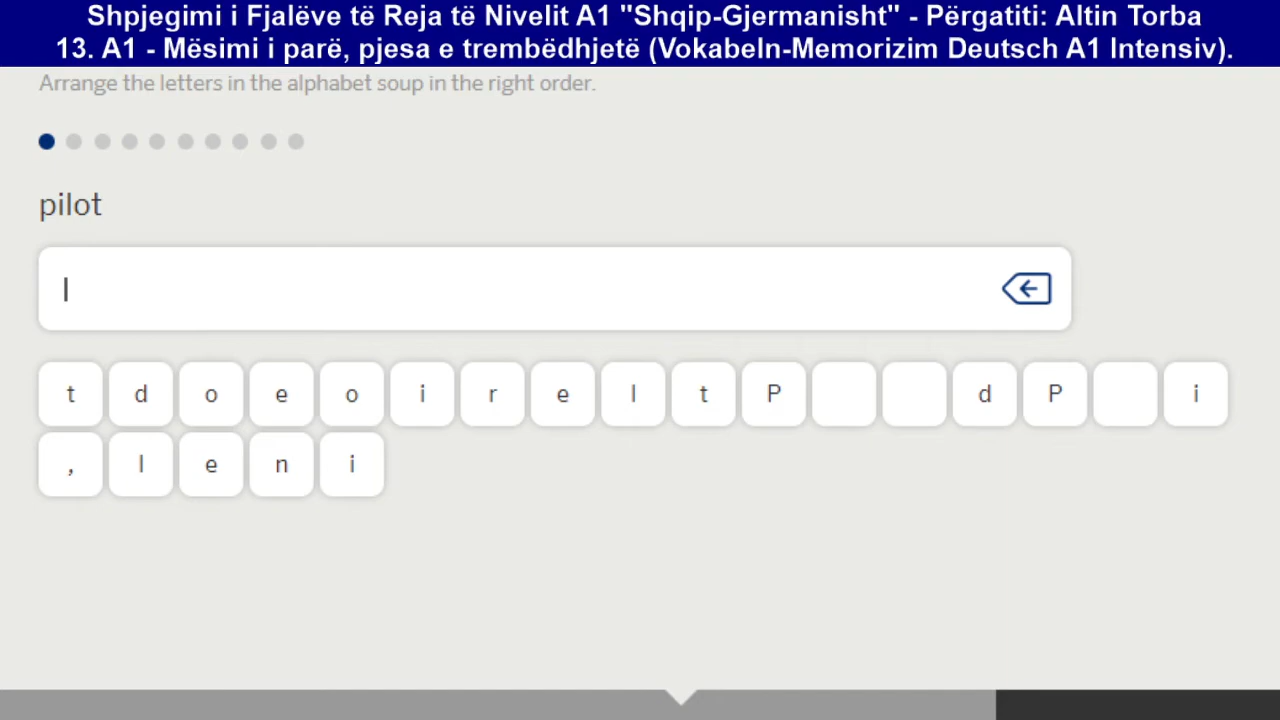 Shpjegimi i Fjalëve të Reja të Nivelit A1 "Shqip-Gjermanisht" - Përgatiti: Altin Torba
13. A1 - Mësimi i parë, pjesa e trembëdhjetë (Vokabeln-Memorizim Deutsch A1 Intensiv).
Arrange the letters in the alphabet soup in the right order.
pilot
t d o e o i r e l t P d P i
, l e n i